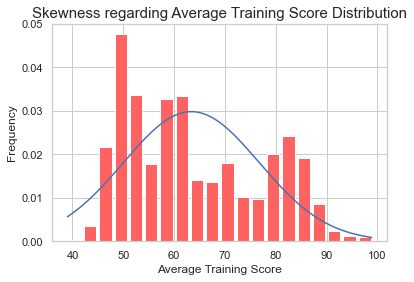 Skewness regarding Average Training Score Distribution
0.05
0.04
0.03
0.02
0.01
0.00
Frequency
40 50 60 70 80 90 100
Average Training Score